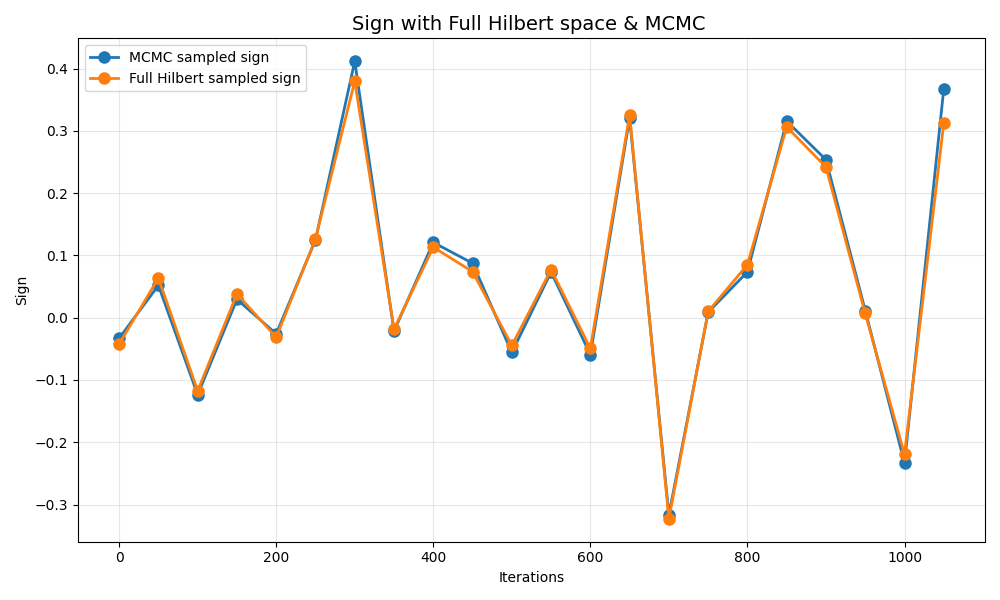 Sign with Full Hilbert space & MCMC
MCMC sampled sign
Full Hilbert sampled sign
0.4
0.3
0.2
0.1
0.0
−0.1
−0.2
−0.3
Sign
0 200 400 600 800 1000
Iterations